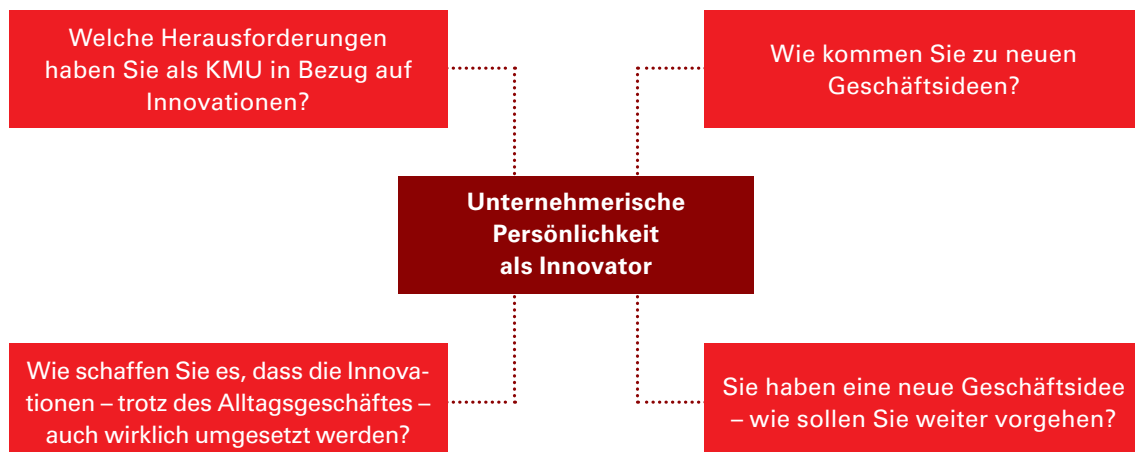 Welche Herausforderungen
haben Sie als KMU in Bezug auf
Innovationen?
Wie kommen Sie zu neuen
Geschäftsideen?
Unternehmerische
Persönlichkeit
als Innovator
Wie schaffen Sie es, dass die Innova-
tionen – trotz des Alltagsgeschäftes –
auch wirklich umgesetzt werden?
Sie haben eine neue Geschäftsidee
– wie sollen Sie weiter vorgehen?